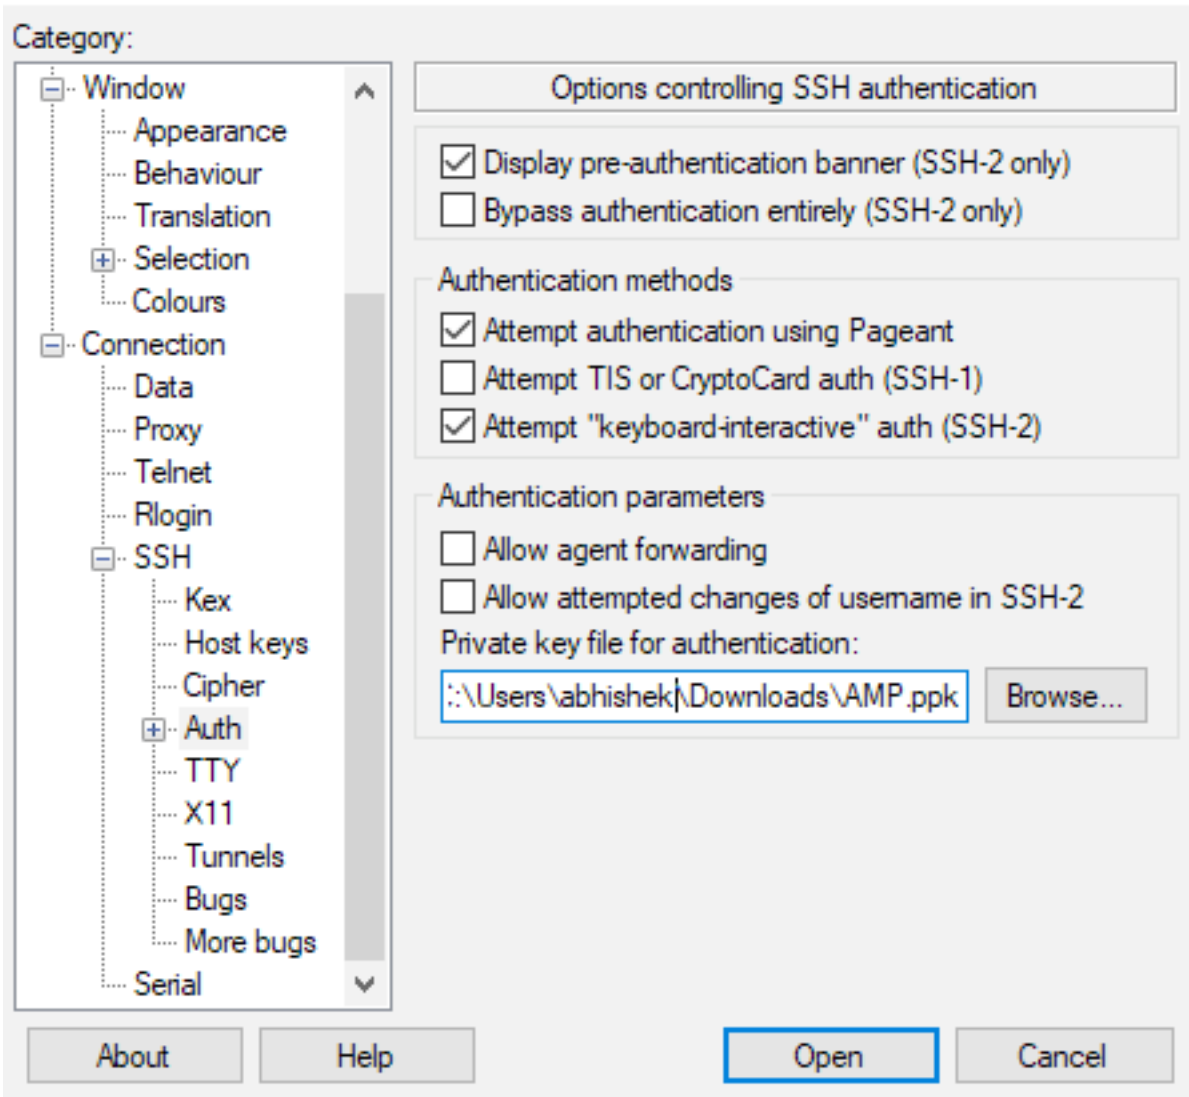 Category:
Window
Appearance
Behaviour
Translation
Selection
Colours
Connection
Data
Proxy
Telnet
Rlogin
SSH
Kex
Host keys
Cipher
Auth
TTY
X11
Tunnels
Bugs
More bugs
Serial
Options controlling SSH authentication
Display pre-authentication banner (SSH-2 only)
Bypass authentication entirely (SSH-2 only)
Authentication methods
Attempt authentication using Pageant
Attempt TIS or CryptoCard auth (SSH-1)
Attempt "keyboard-interactive" auth (SSH-2)
Authentication parameters
Allow agent forwarding
Allow attempted changes of username in SSH-2
Private key file for authentication:
:\Users\abhishek\Downloads\AMP.ppk
Browse...
About
Help
Open
Cancel